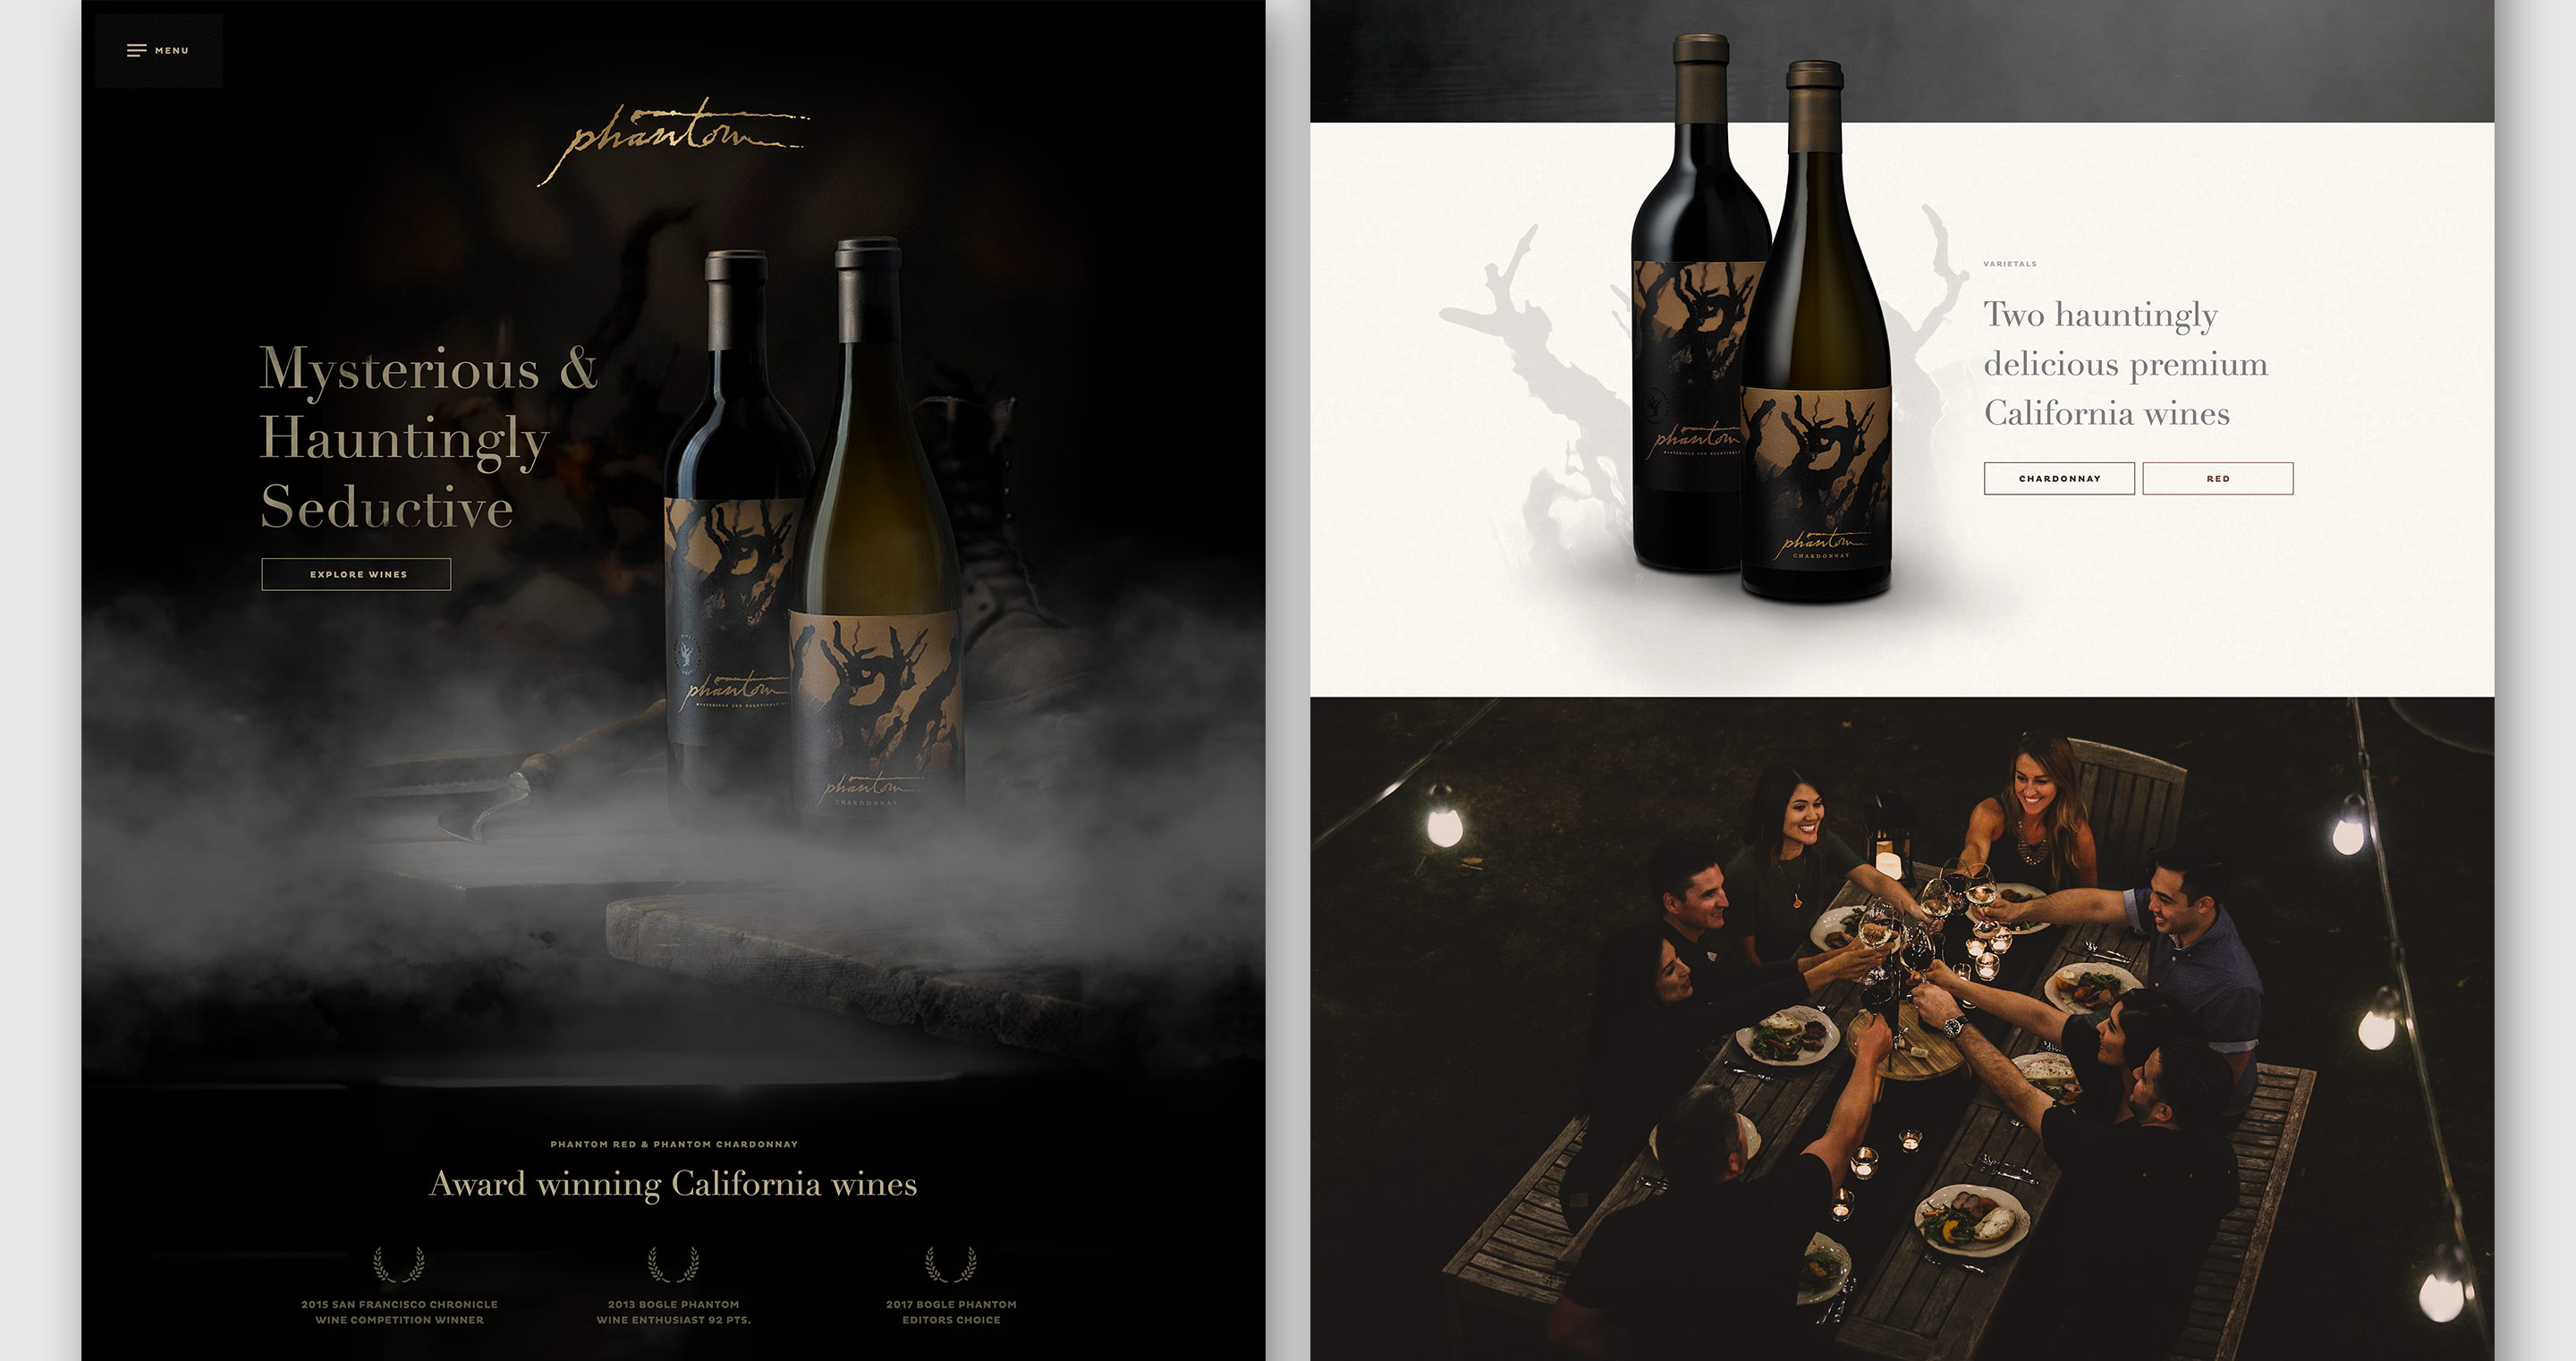 MENU
phantom
Mysterious &
Hauntingly
Seductive
EXPLORE WINES
phantom
phantom
CHARDONNAY
PHANTOM RED & PHANTOM CHARDONNAY
Award winning California wines
2015 SAN FRANCISCO CHRONICLE
WINE COMPETITION WINNER
2013 BOGLE PHANTOM
WINE ENTHUSIAST 92 PTS.
2017 BOGLE PHANTOM
EDITORS CHOICE
VARIETALS
Two hauntingly
delicious premium
California wines
CHARDONNAY
RED
phantom
phantom
CHARDONNAY